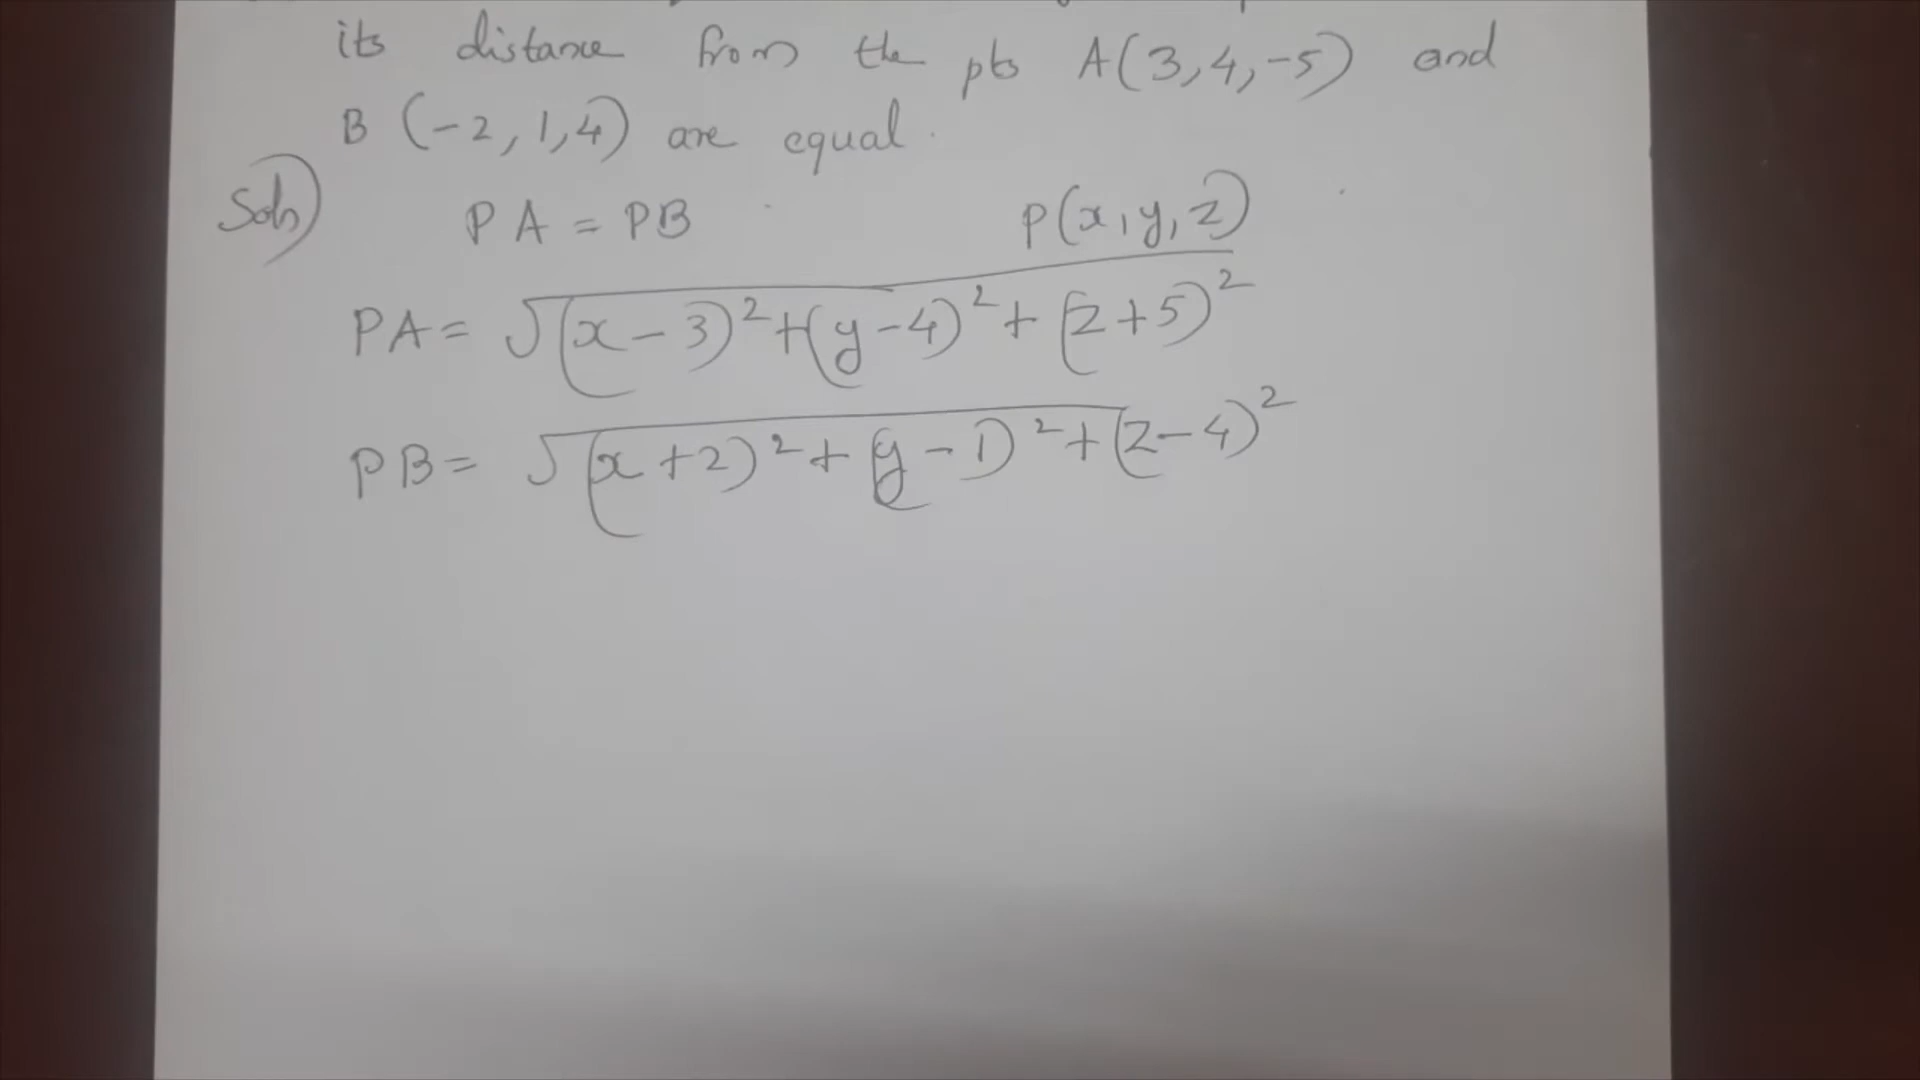 its distance from the pts A(3,4,-5) and
B (-2,1,4) are equal.
Soln)
PA = PB P(x,y,z)
PA = √(x-3)²+(y-4)²+(z+5)²
PB = √(x+2)²+(y-1)²+(z-4)²